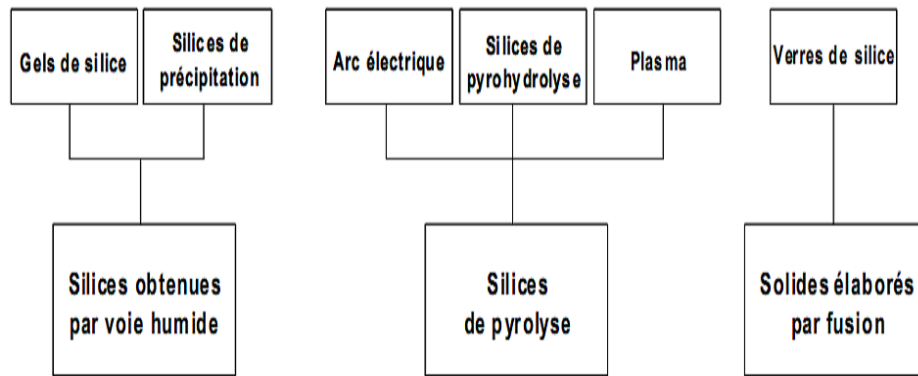 Gels de silice
Silices de
précipitation
Arc électrique
Silices de
pyrohydrolyse
Plasma
Verres de silice
Silices obtenues
par voie humide
Silices
de pyrolyse
Solides élaborés
par fusion